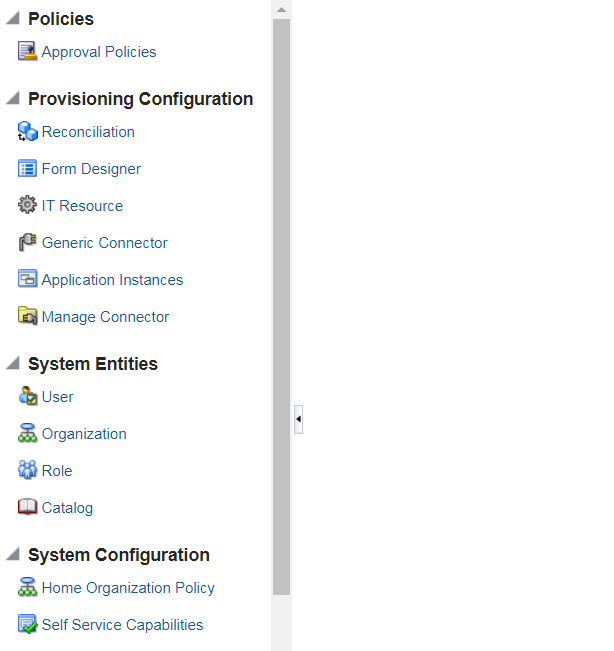 Policies
Approval Policies
Provisioning Configuration
Reconciliation
Form Designer
IT Resource
Generic Connector
Application Instances
Manage Connector
System Entities
User
Organization
Role
Catalog
System Configuration
Home Organization Policy
Self Service Capabilities